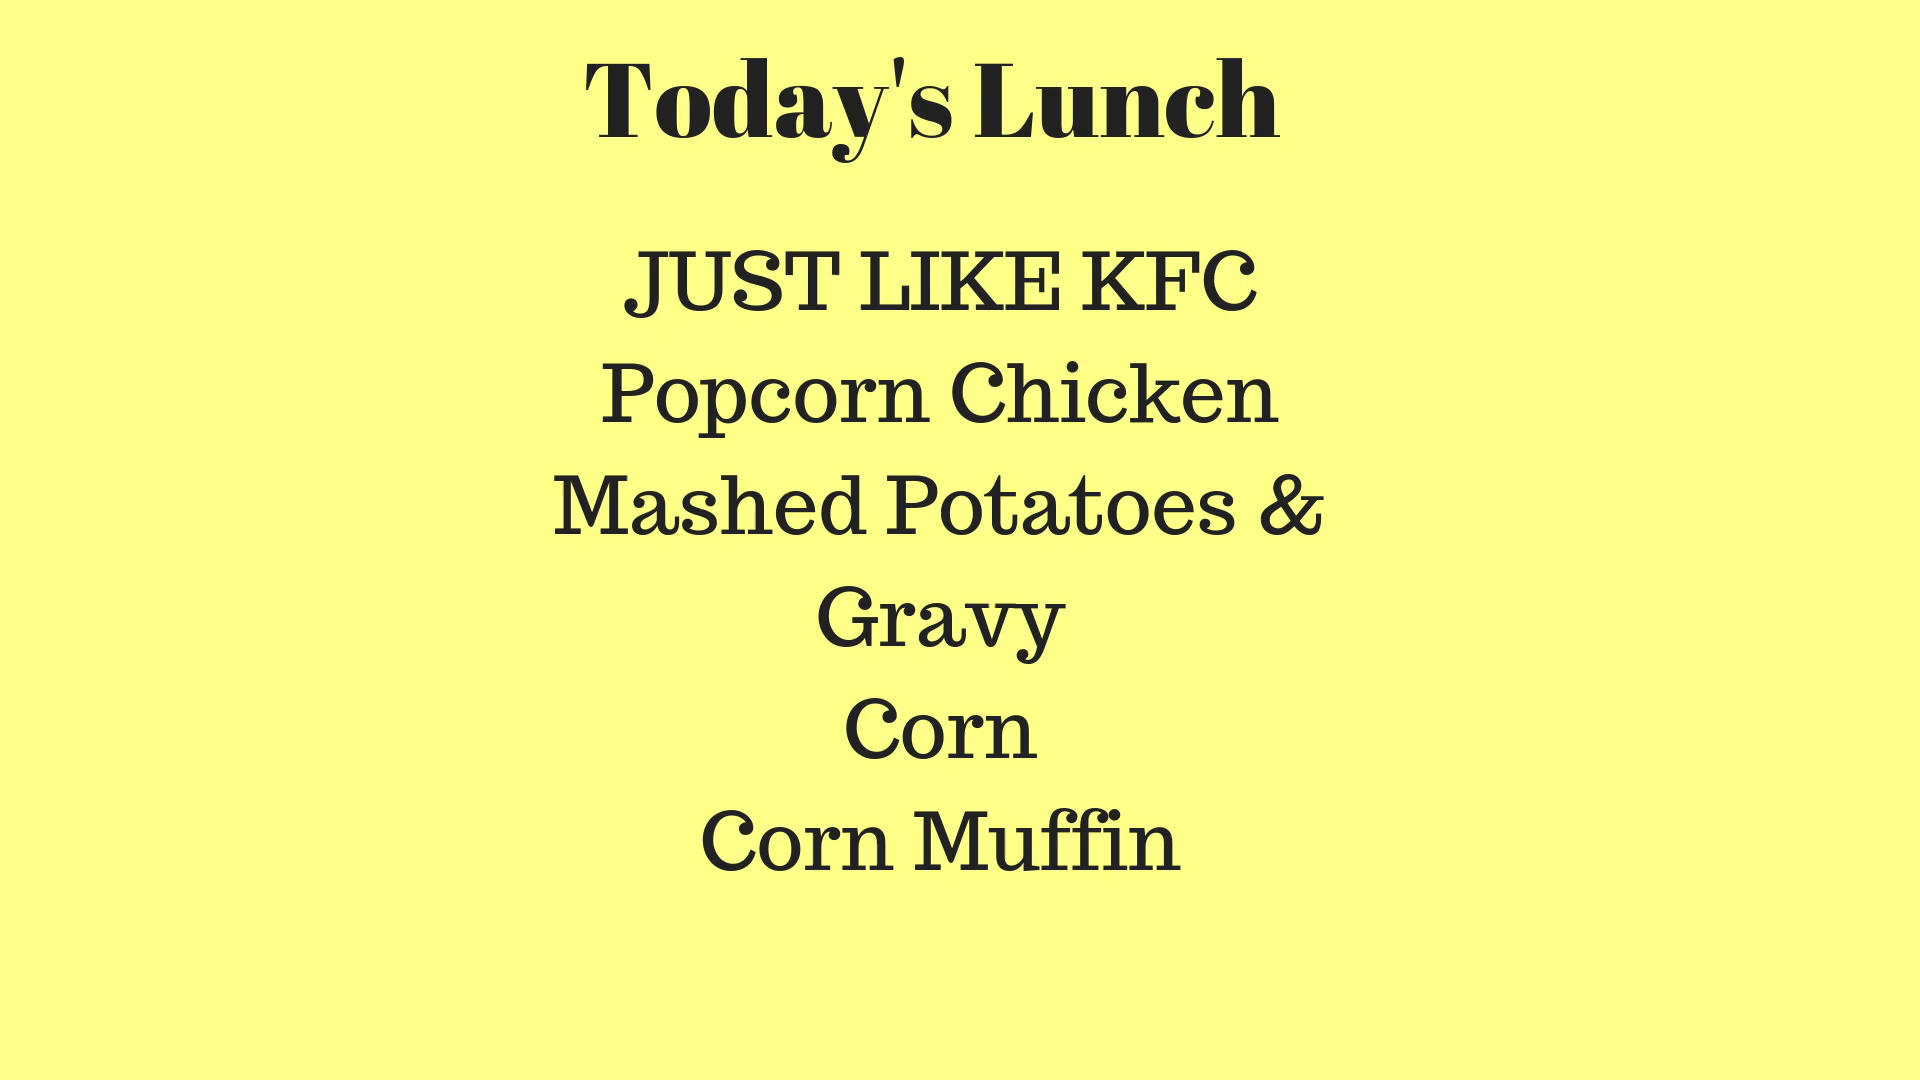 Today's Lunch
JUST LIKE KFC
Popcorn Chicken
Mashed Potatoes &
Gravy
Corn
Corn Muffin